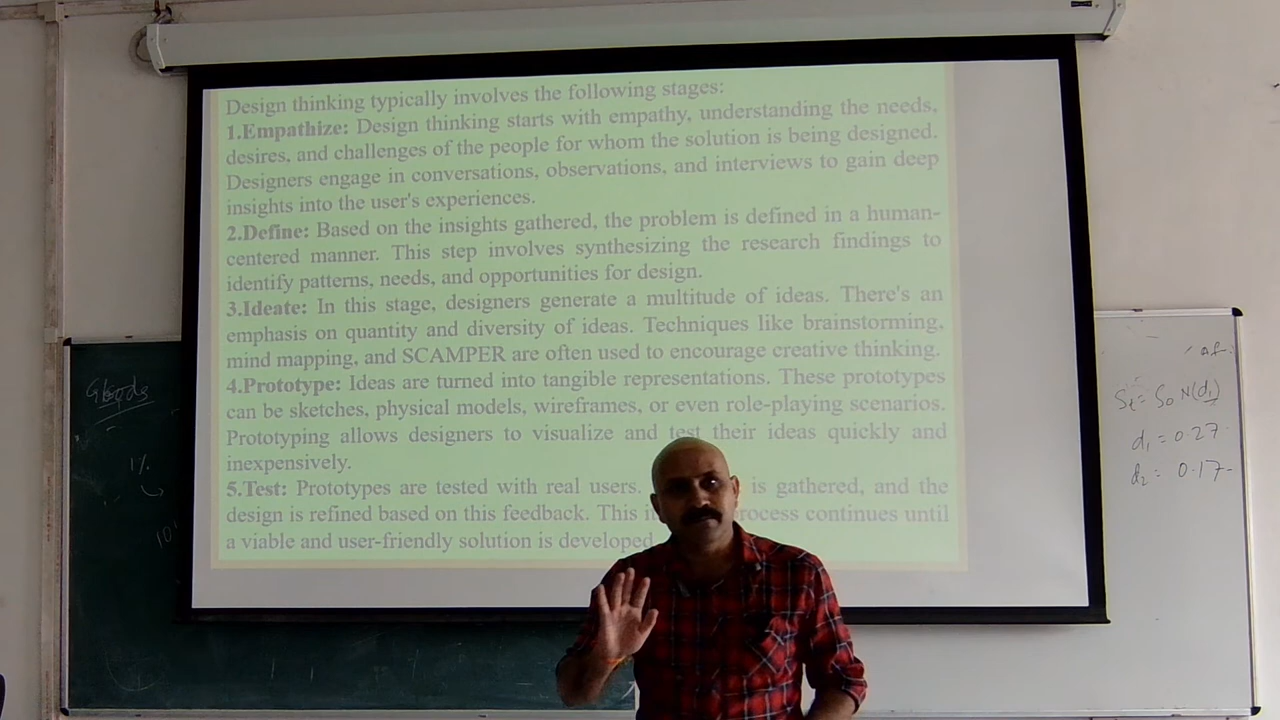 Design thinking typically involves the following stages:
1.Empathize: Design thinking starts with empathy, understanding the needs,
desires, and challenges of the people for whom the solution is being designed.
Designers engage in conversations, observations, and interviews to gain deep
insights into the user's experiences.
2.Define: Based on the insights gathered, the problem is defined in a human-
centered manner. This step involves synthesizing the research findings to
identify patterns, needs, and opportunities for design.
3.Ideate: In this stage, designers generate a multitude of ideas. There's an
emphasis on quantity and diversity of ideas. Techniques like brainstorming,
mind mapping, and SCAMPER are often used to encourage creative thinking.
4.Prototype: Ideas are turned into tangible representations. These prototypes
can be sketches, physical models, wireframes, or even role-playing scenarios.
Prototyping allows designers to visualize and test their ideas quickly and
inexpensively.
5.Test: Prototypes are tested with real users. is gathered, and the
design is refined based on this feedback. This process continues until
a viable and user-friendly solution is developed
1%
d₁ = 0.27
d₂ = 0.17